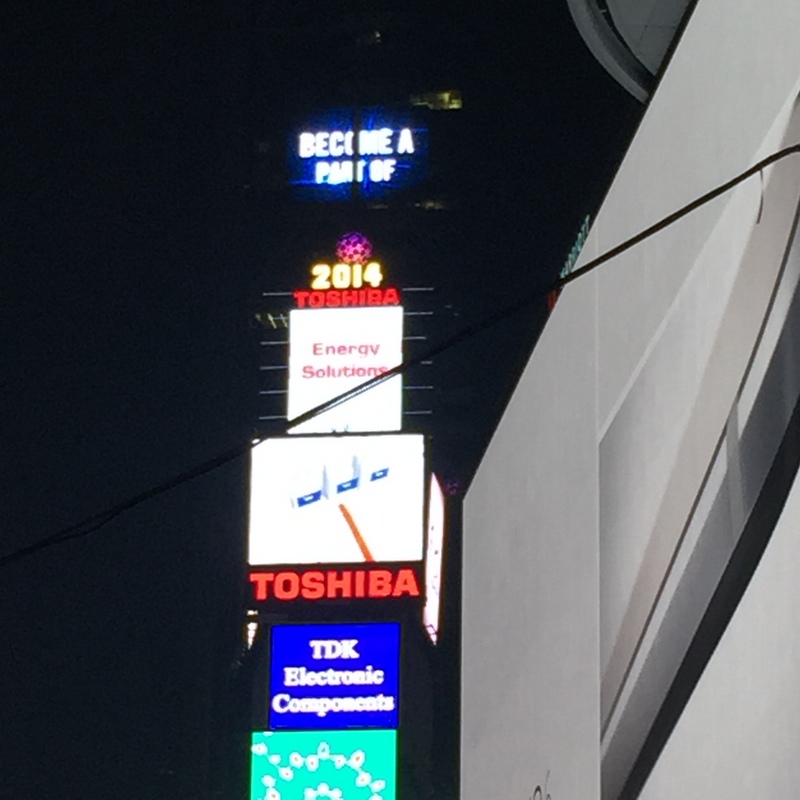 BECOME A
PART OF
2014
TOSHIBA
Energy
Solutions
TOSHIBA
TDK
Electronic
Components